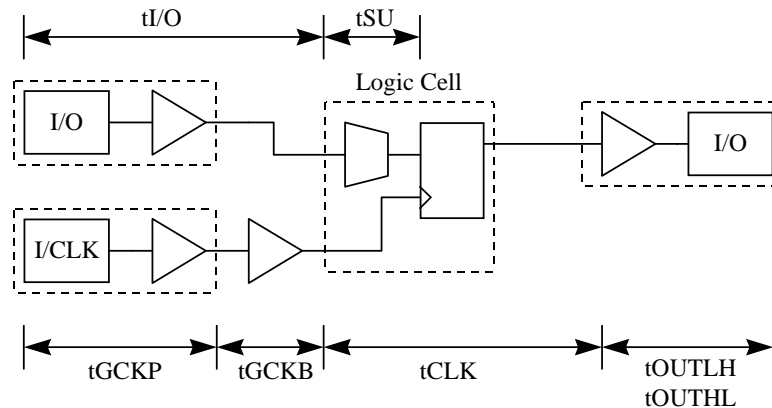 tI/O
tSU
Logic Cell
I/O
I/O
I/CLK
tGCKP
tGCKB
tCLK
tOUTLH
tOUTHL